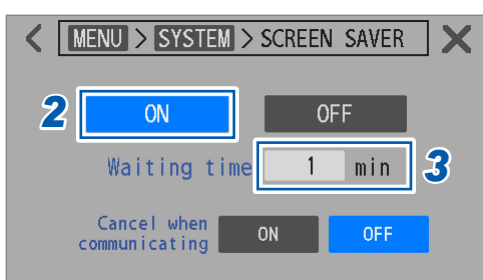 < MENU > SYSTEM > SCREEN SAVER X
2 ON OFF
Waiting time 1 min 3
Cancel when
communicating ON OFF